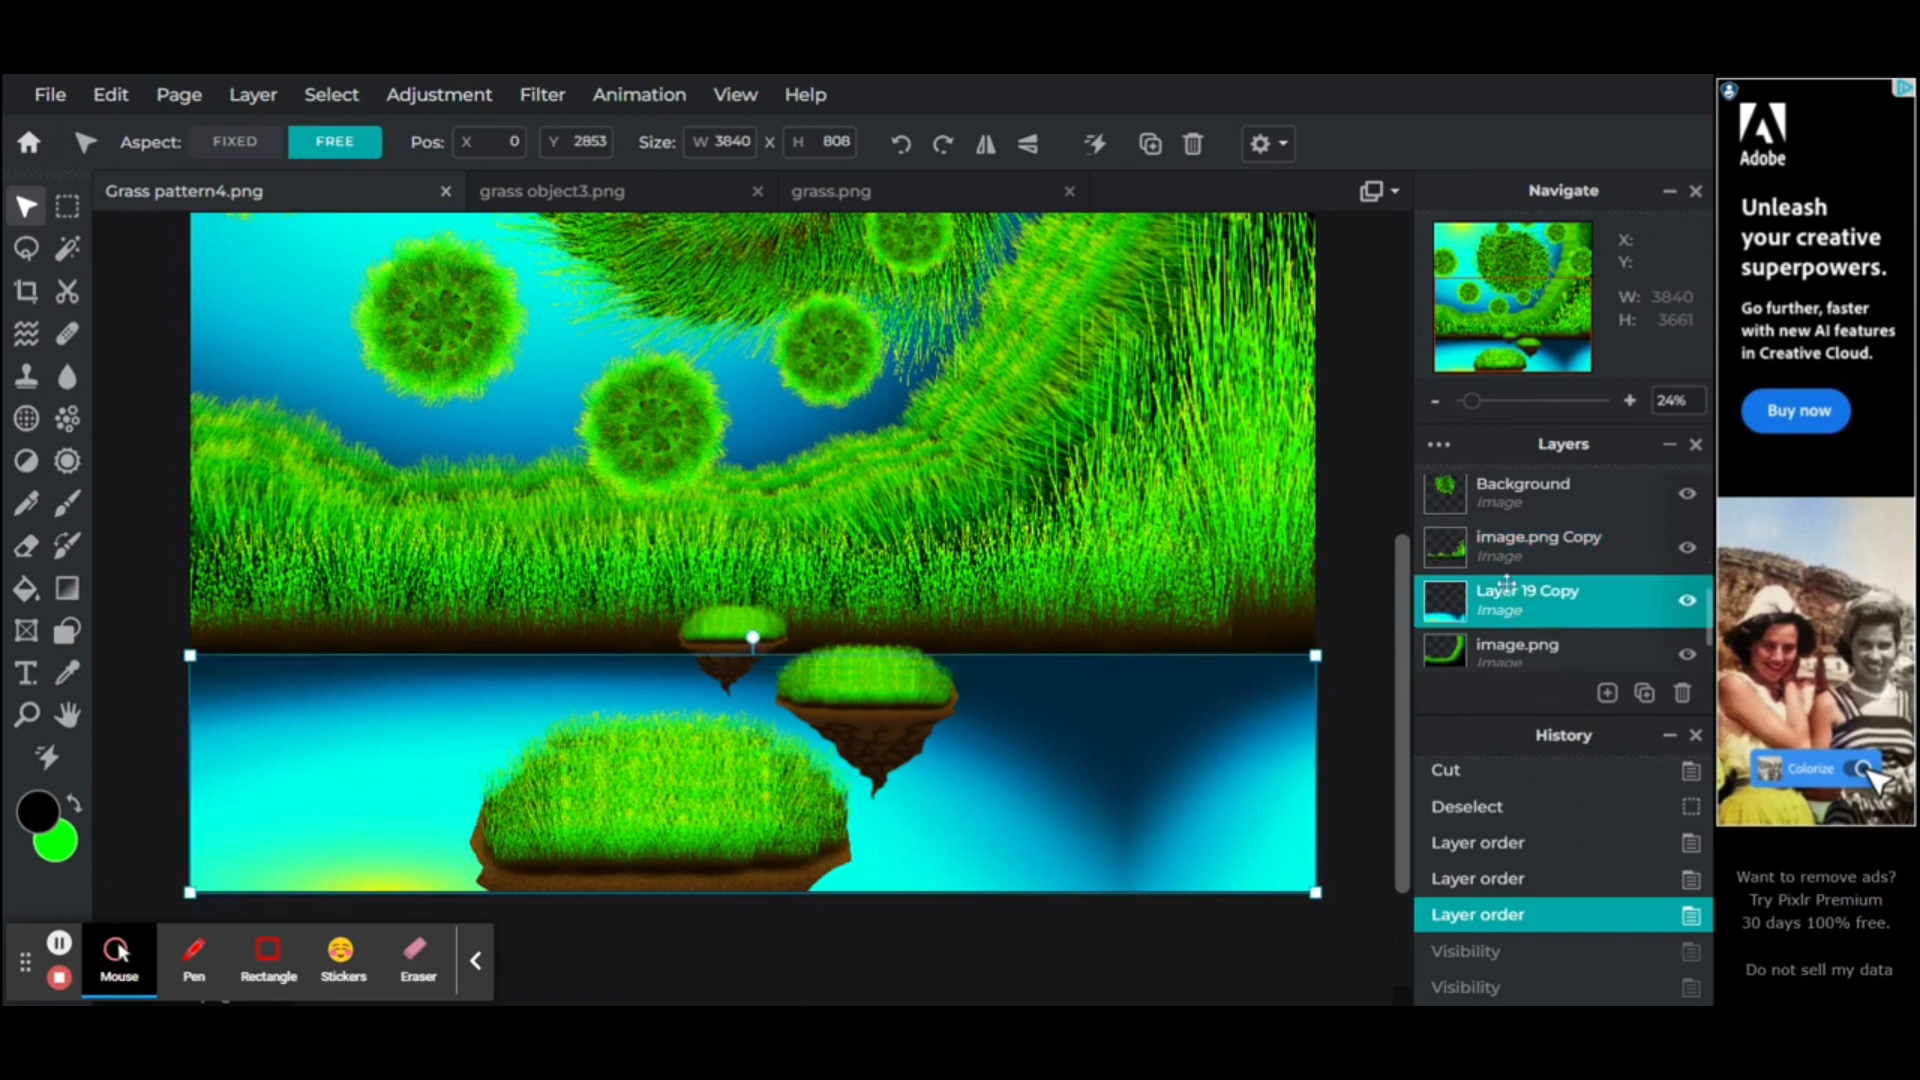 File Edit Page Layer Select Adjustment Filter Animation View Help
Aspect: FIXED FREE Pos: X 0 Y 2853 Size: W 3840 X H 808
Grass pattern4.png grass object3.png grass.png
Navigate
X:
Y:
W: 3840
H: 3661
24%
Layers
Background
Image
image.png Copy
Image
Layer 19 Copy
Image
image.png
Image
History
Cut
Deselect
Layer order
Layer order
Layer order
Visibility
Visibility
Mouse Pen Rectangle Stickers Eraser
Adobe
Unleash
your creative
superpowers.
Go further, faster
with new AI features
in Creative Cloud.
Buy now
Colorize
Want to remove ads?
Try Pixlr Premium
30 days 100% free.
Do not sell my data